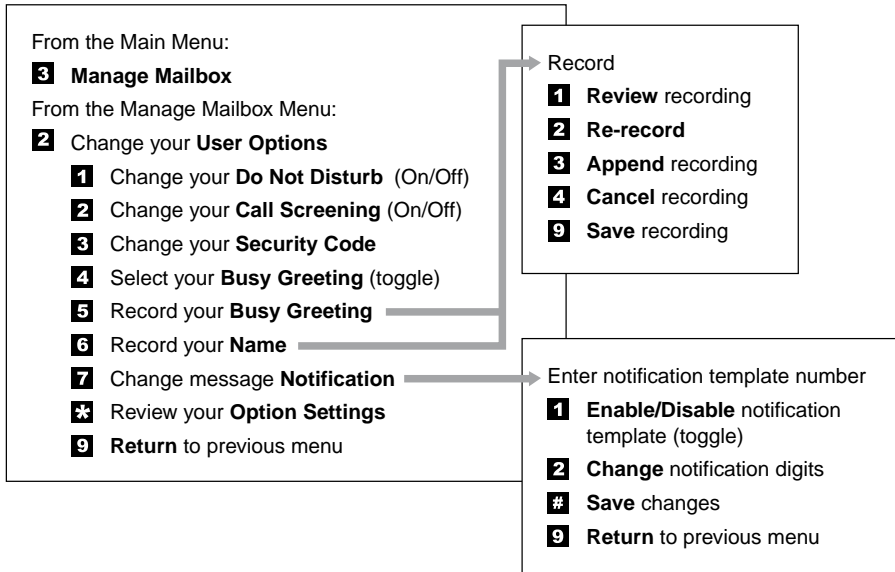 From the Main Menu:
3 Manage Mailbox
From the Manage Mailbox Menu:
2 Change your User Options
1 Change your Do Not Disturb (On/Off)
2 Change your Call Screening (On/Off)
3 Change your Security Code
4 Select your Busy Greeting (toggle)
5 Record your Busy Greeting
6 Record your Name
7 Change message Notification
* Review your Option Settings
9 Return to previous menu
Record
1 Review recording
2 Re-record
3 Append recording
4 Cancel recording
9 Save recording
Enter notification template number
1 Enable/Disable notification
template (toggle)
2 Change notification digits
# Save changes
9 Return to previous menu